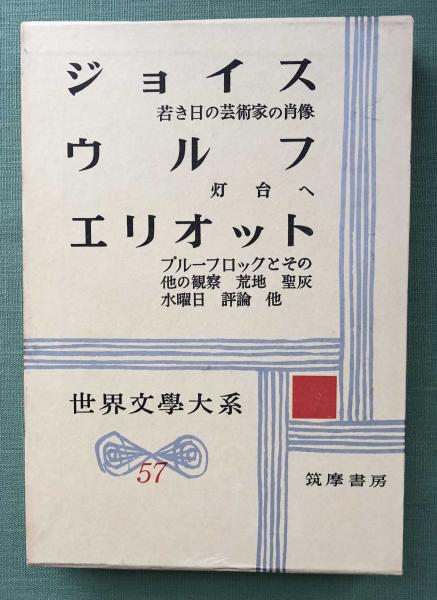 ジョイス
若き日の芸術家の肖像
ウルフ
灯台へ
エリオット
プルーフロックとその
他の観察 荒地 聖灰
水曜日 評論 他
世界文學大系
57
筑摩書房